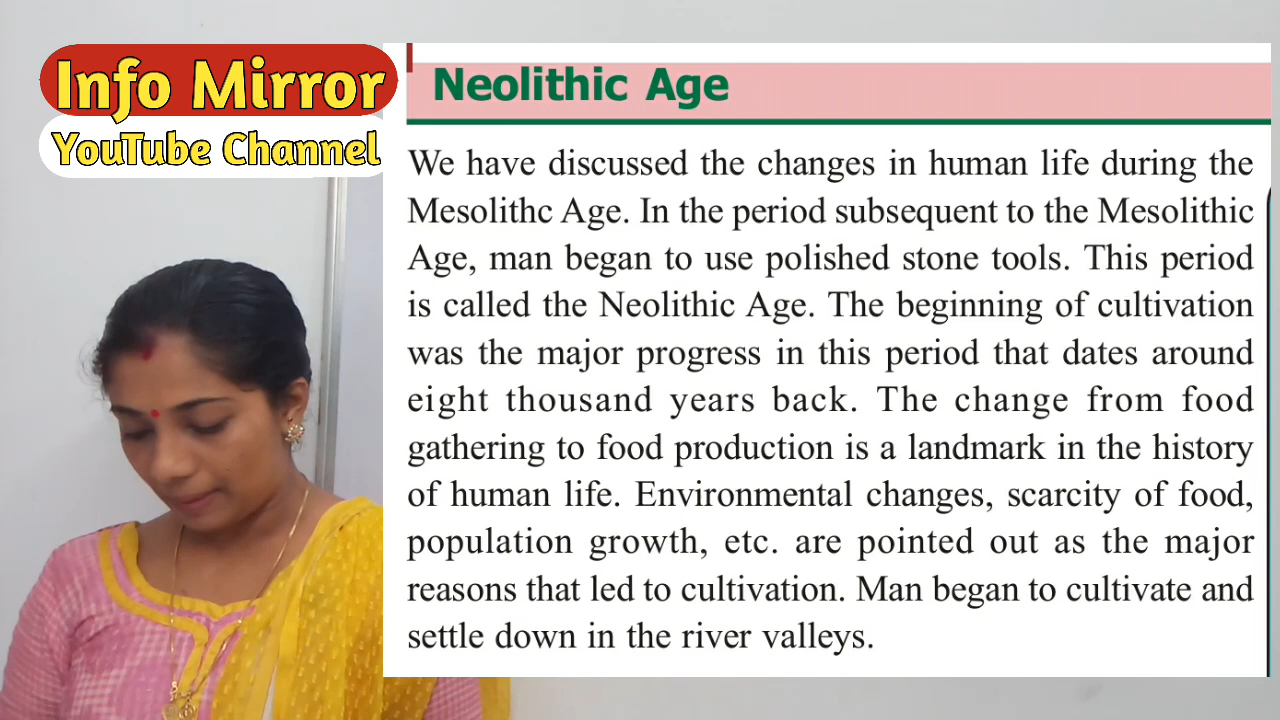 Info Mirror
YouTube Channel
Neolithic Age
We have discussed the changes in human life during the
Mesolithc Age. In the period subsequent to the Mesolithic
Age, man began to use polished stone tools. This period
is called the Neolithic Age. The beginning of cultivation
was the major progress in this period that dates around
eight thousand years back. The change from food
gathering to food production is a landmark in the history
of human life. Environmental changes, scarcity of food,
population growth, etc. are pointed out as the major
reasons that led to cultivation. Man began to cultivate and
settle down in the river valleys.